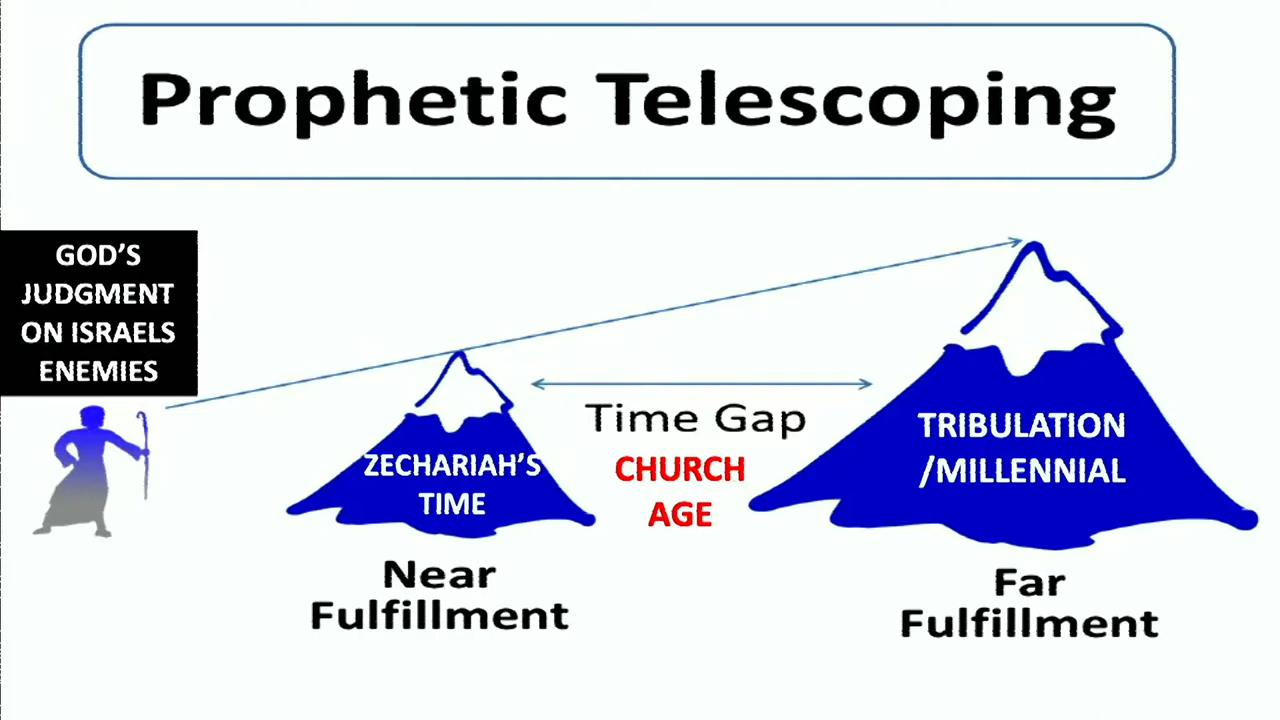 Prophetic Telescoping
GOD'S
JUDGMENT
ON ISRAELS
ENEMIES
ZECHARIAH'S
TIME
Near
Fulfillment
Time Gap
CHURCH
AGE
TRIBULATION
/MILLENNIAL
Far
Fulfillment